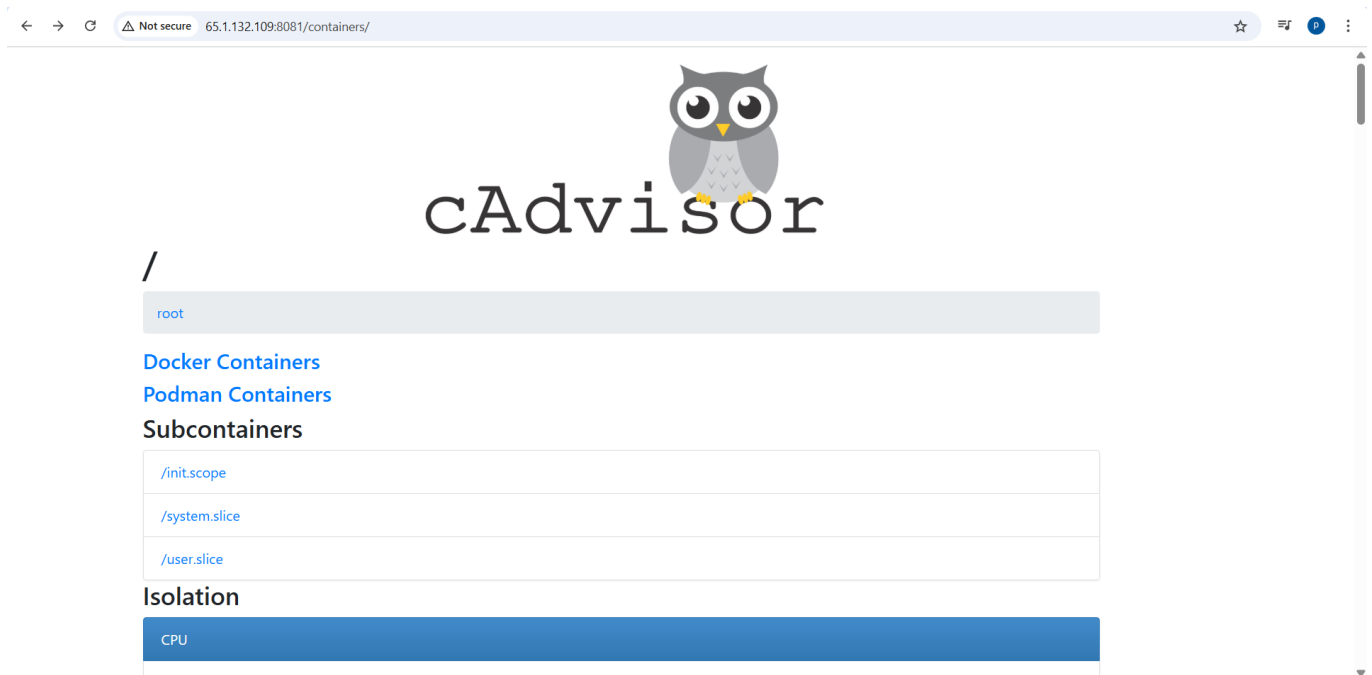 Not secure 65.1.132.109:8081/containers/
p
cAdvisor
/
root
Docker Containers
Podman Containers
Subcontainers
/init.scope
/system.slice
/user.slice
Isolation
CPU